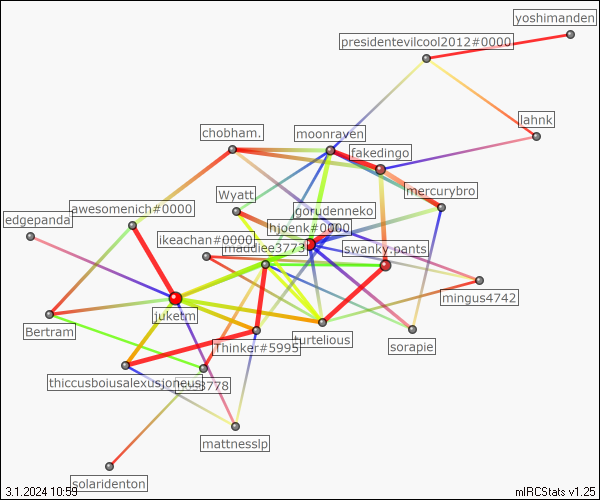 yoshimanden
presidentevilcool2012#0000
lahnk
chobham.
moonraven
fakedingo
mercurybro
Wyatt
gorudenneko
awesomenich#0000
edgepanda
hjoenk#0000
ikeachan#0000
maddiee3773
swanky.pants
mingus4742
juketm
Bertram
turtelious
Thinker#5995
sorapie
thiccusboiusalexusjoneus
3778
mattnesslp
solaridenton
3.1.2024 10:59
mIRCStats v1.25